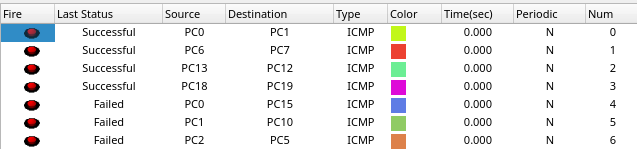 Fire Last Status Source Destination Type Color Time(sec) Periodic Num
Successful PC0 PC1 ICMP 0.000 N 0
Successful PC6 PC7 ICMP 0.000 N 1
Successful PC13 PC12 ICMP 0.000 N 2
Successful PC18 PC19 ICMP 0.000 N 3
Failed PC0 PC15 ICMP 0.000 N 4
Failed PC1 PC10 ICMP 0.000 N 5
Failed PC2 PC5 ICMP 0.000 N 6